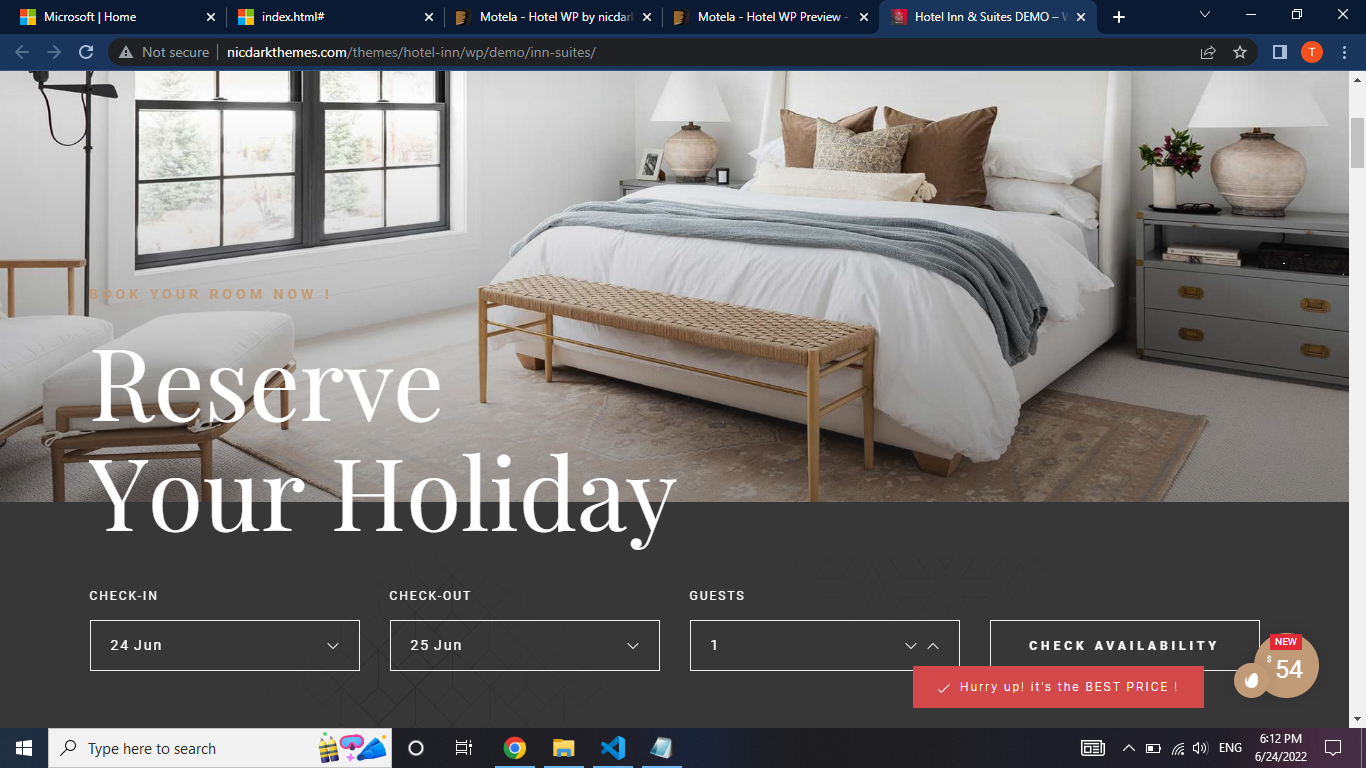 Microsoft | Home
index.html#
Motela - Hotel WP by nicdar
Motela - Hotel WP Preview -
Hotel Inn & Suites DEMO –
Not secure
nicdarkthemes.com/themes/hotel-inn/wp/demo/inn-suites/
T
BOOK YOUR ROOM NOW !
Reserve
Your Holiday
CHECK-IN
CHECK-OUT
GUESTS
24 Jun
25 Jun
1
CHECK AVAILABILITY
NEW
$ 54
Hurry up! it's the BEST PRICE !
Type here to search
ENG
6:12 PM
6/24/2022